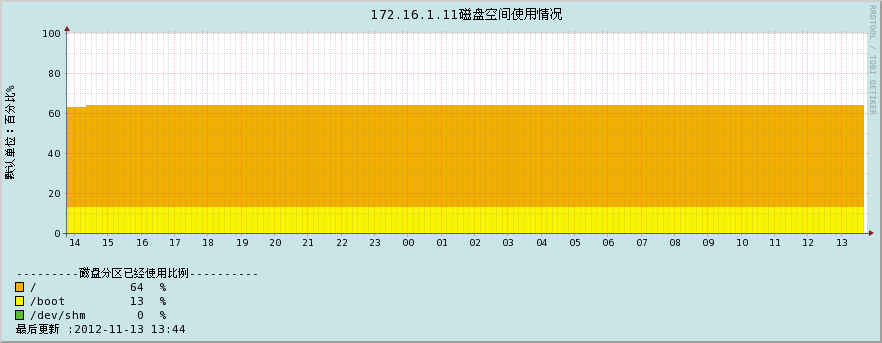 172.16.1.11磁盘空间使用情况
RRDTOOL / TOBI OETIKER
默认单位：百分比%
100
80
60
40
20
0
14 15 16 17 18 19 20 21 22 23 00 01 02 03 04 05 06 07 08 09 10 11 12 13
---------磁盘分区已经使用比例----------
/ 64 %
/boot 13 %
/dev/shm 0 %
最后更新 :2012-11-13 13:44